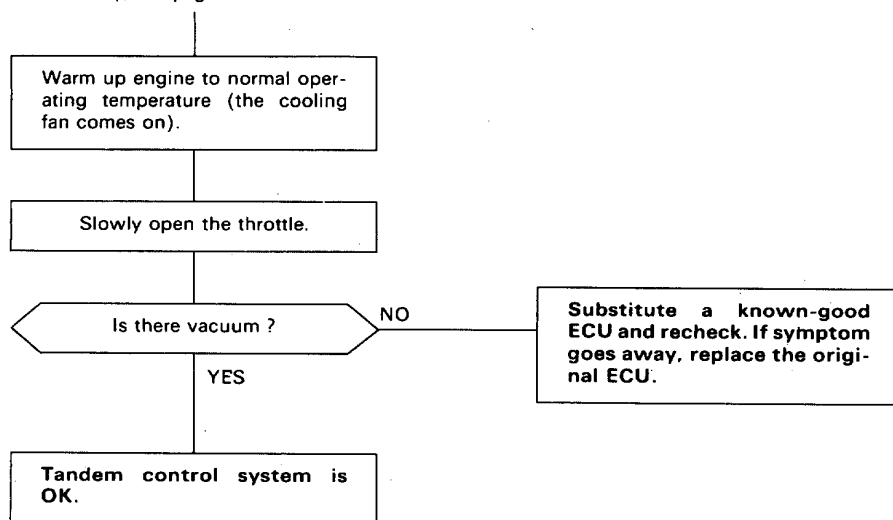 Warm up engine to normal oper-
ating temperature (the cooling
fan comes on).
Slowly open the throttle.
Is there vacuum ?
NO
Substitute a known-good
ECU and recheck. If symptom
goes away, replace the origi-
nal ECU.
YES
Tandem control system is
OK.